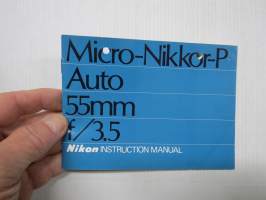 Micro-Nikkor-P
Auto
55mm
f/3.5
Nikon INSTRUCTION MANUAL